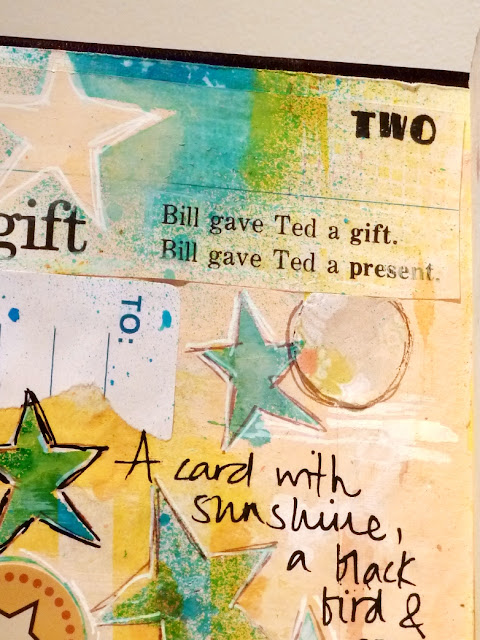 TWO
gift
Bill gave Ted a gift.
Bill gave Ted a present.
TO:
A card with
sunshine,
a black
bird &